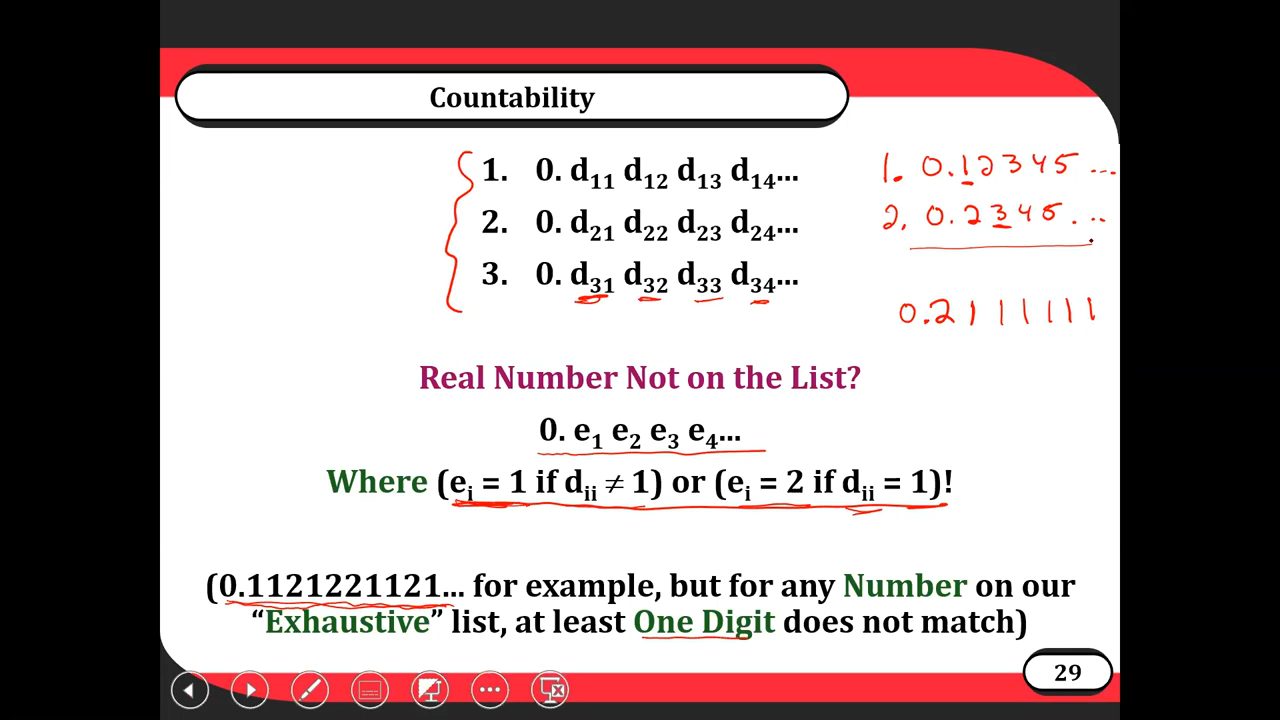 Countability
1. 0. d₁₁ d₁₂ d₁₃ d₁₄...
2. 0. d₂₁ d₂₂ d₂₃ d₂₄...
3. 0. d₃₁ d₃₂ d₃₃ d₃₄...
1. 0.12345...
2. 0.2345...
0.2111111
Real Number Not on the List?
0. e₁ e₂ e₃ e₄...
Where (eᵢ = 1 if dᵢᵢ ≠ 1) or (eᵢ = 2 if dᵢᵢ = 1)!
(0.1121221121... for example, but for any Number on our
“Exhaustive” list, at least One Digit does not match)
29